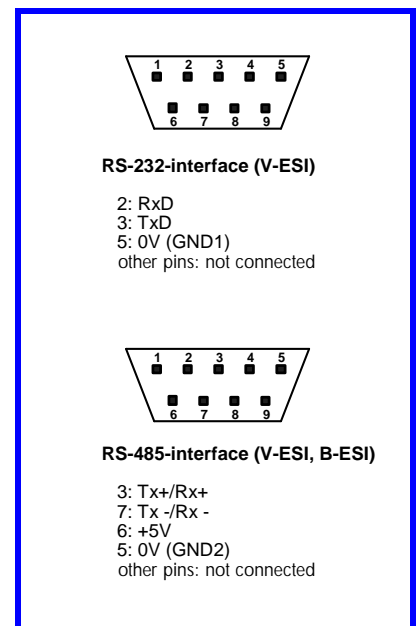 1 2 3 4 5
6 7 8 9
RS-232-interface (V-ESI)
2: RxD
3: TxD
5: 0V (GND1)
other pins: not connected
1 2 3 4 5
6 7 8 9
RS-485-interface (V-ESI, B-ESI)
3: Tx+/Rx+
7: Tx -/Rx -
6: +5V
5: 0V (GND2)
other pins: not connected